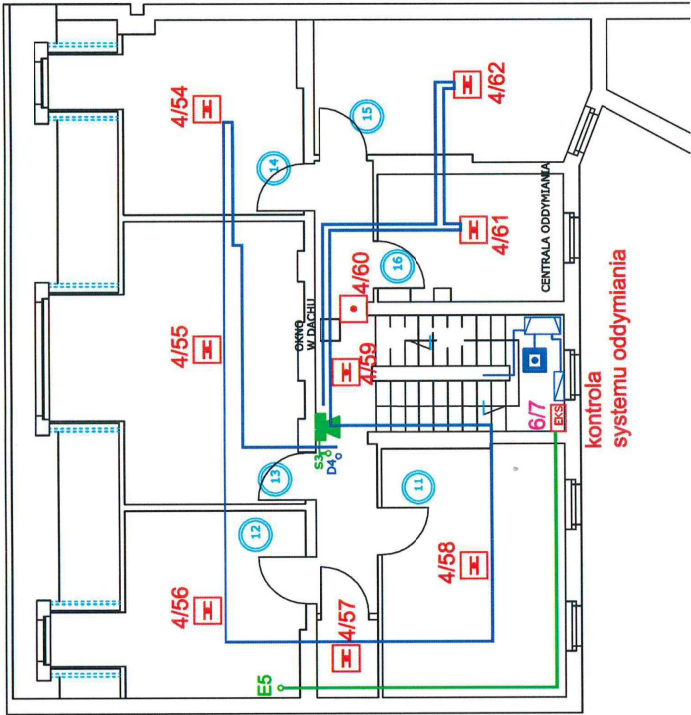 4/54
15
4/62
14
4/61
CENTRALA ODDYMIANIA
16
4/60
4/55
OKNO
W DACHU
4/59
kontrola
systemu oddymiania
6/7
EKS
S3
D4
13
11
12
4/58
4/56
4/57
E5